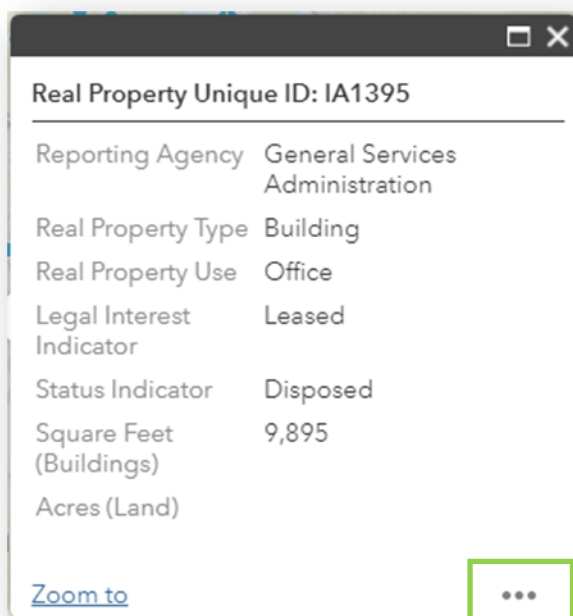 Real Property Unique ID: IA1395
Reporting Agency General Services
Administration
Real Property Type Building
Real Property Use Office
Legal Interest Leased
Indicator
Status Indicator Disposed
Square Feet 9,895
(Buildings)
Acres (Land)
Zoom to